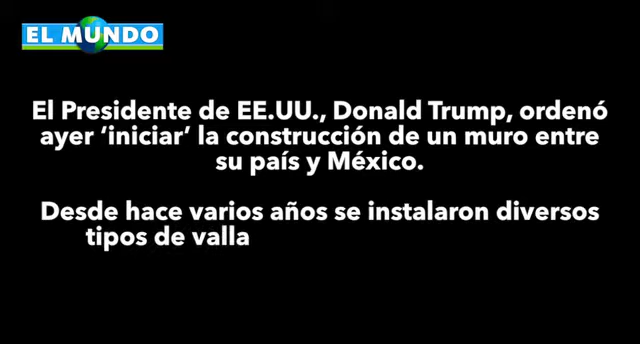 EL MUNDO
El Presidente de EE.UU., Donald Trump, ordenó
ayer ‘iniciar’ la construcción de un muro entre
su país y México.
Desde hace varios años se instalaron diversos
tipos de valla